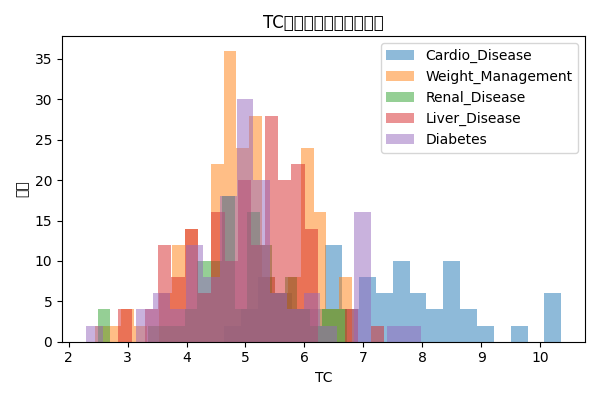 TC
Cardio_Disease
Weight_Management
Renal_Disease
Liver_Disease
Diabetes
35
30
25
20
15
10
5
0
2
3
4
5
6
7
8
9
10
TC